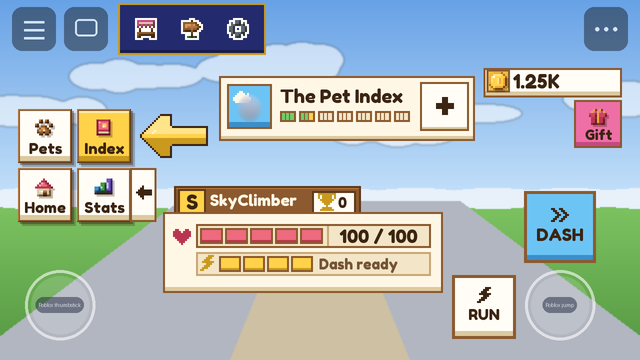 The Pet Index
1.25K
Gift
Pets
Index
Home
Stats
S
SkyClimber
0
100 / 100
Dash ready
DASH
RUN
Roblox thumbstick
Roblox jump